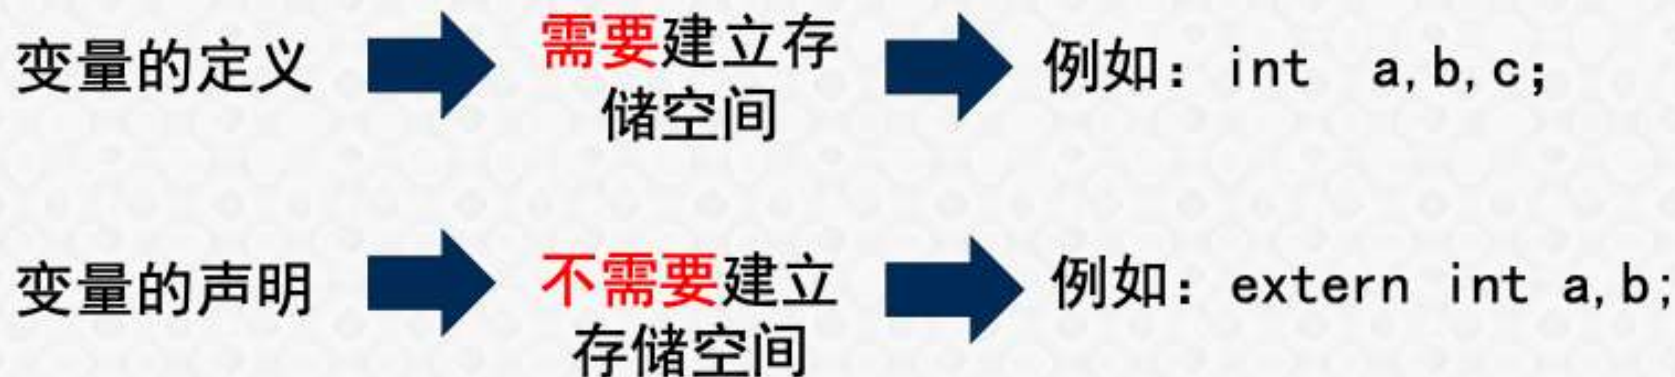 变量的定义
需要建立存
储空间
例如：int a,b,c;
变量的声明
不需要建立
存储空间
例如：extern int a,b;